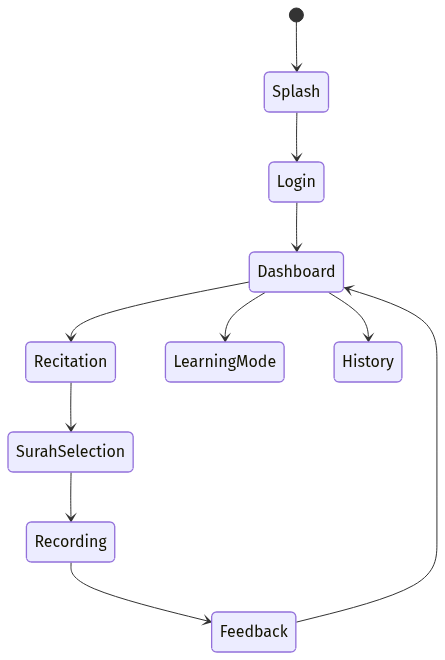 Splash
Login
Dashboard
Recitation
LearningMode
History
SurahSelection
Recording
Feedback